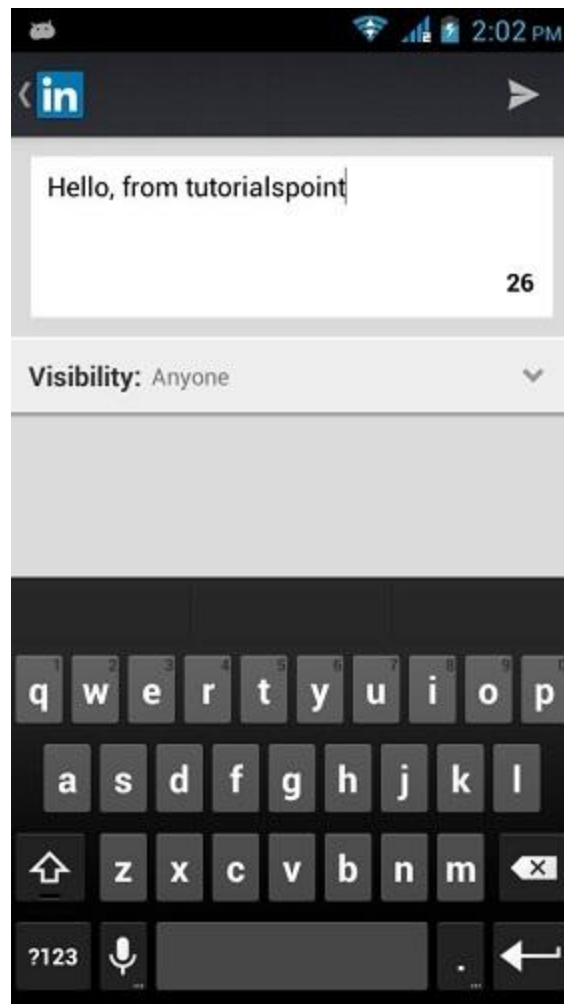 2:02 PM
in
Hello, from tutorialspoint
26
Visibility: Anyone
1 2 3 4 5 6 7 8 9 0
q w e r t y u i o p
a s d f g h j k l
z x c v b n m
?123 .